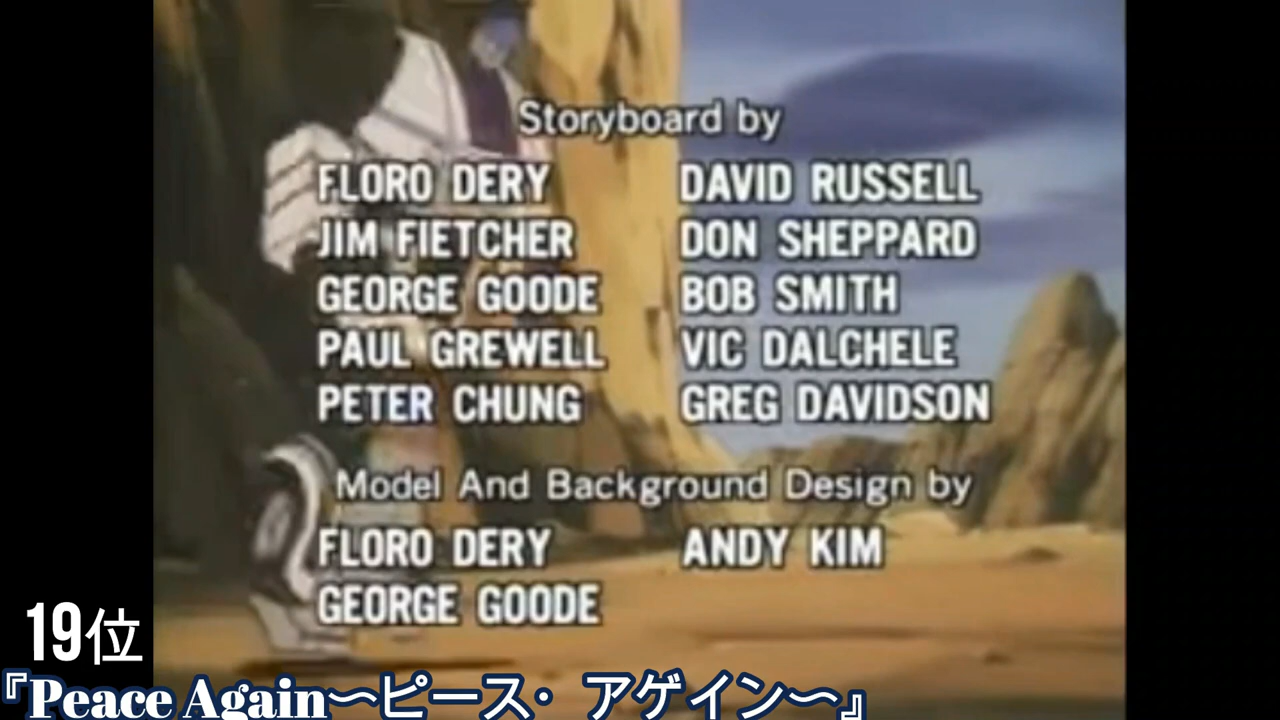 Storyboard by
FLORO DERY DAVID RUSSELL
JIM FIETCHER DON SHEPPARD
GEORGE GOODE BOB SMITH
PAUL GREWELL VIC DALCHELE
PETER CHUNG GREG DAVIDSON
Model And Background Design by
FLORO DERY ANDY KIM
GEORGE GOODE
19位
『Peace Again〜ピース・アゲイン〜』